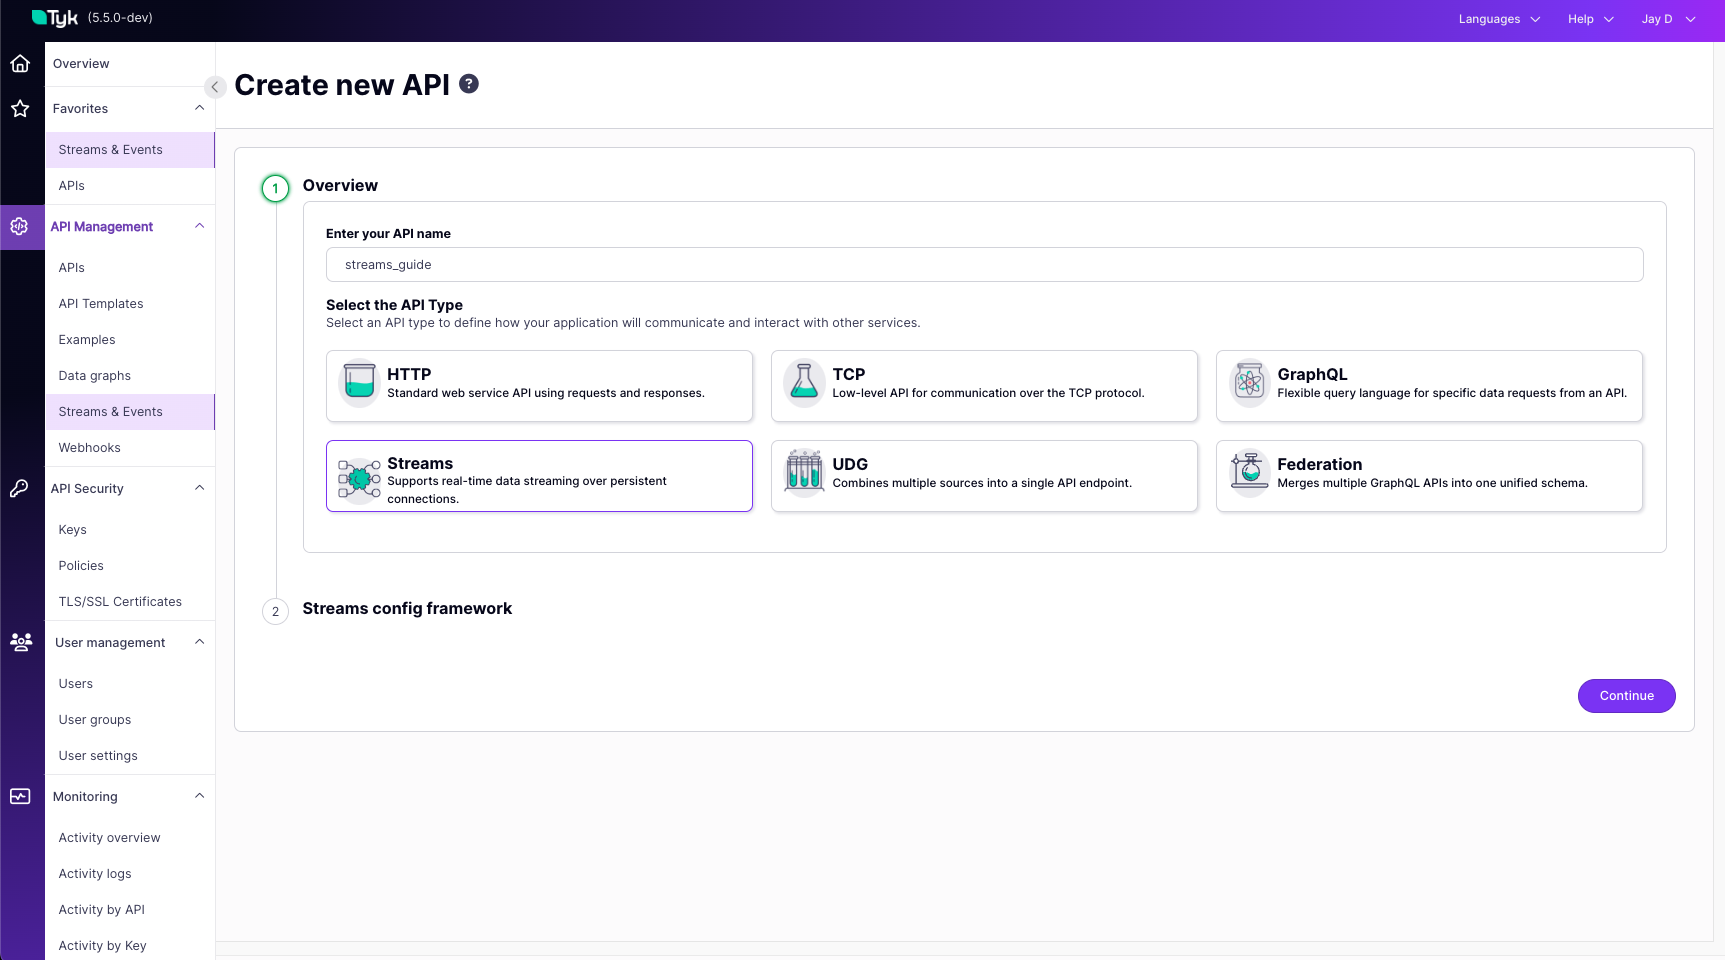 Tyk (5.5.0-dev)
Languages
Help
Jay D
Overview
Favorites
Streams & Events
APIs
API Management
APIs
API Templates
Examples
Data graphs
Streams & Events
Webhooks
API Security
Keys
Policies
TLS/SSL Certificates
User management
Users
User groups
User settings
Monitoring
Activity overview
Activity logs
Activity by API
Activity by Key
Create new API ?
1 Overview
Enter your API name
streams_guide
Select the API Type
Select an API type to define how your application will communicate and interact with other services.
HTTP
Standard web service API using requests and responses.
TCP
Low-level API for communication over the TCP protocol.
GraphQL
Flexible query language for specific data requests from an API.
Streams
Supports real-time data streaming over persistent
connections.
UDG
Combines multiple sources into a single API endpoint.
Federation
Merges multiple GraphQL APIs into one unified schema.
2 Streams config framework
Continue